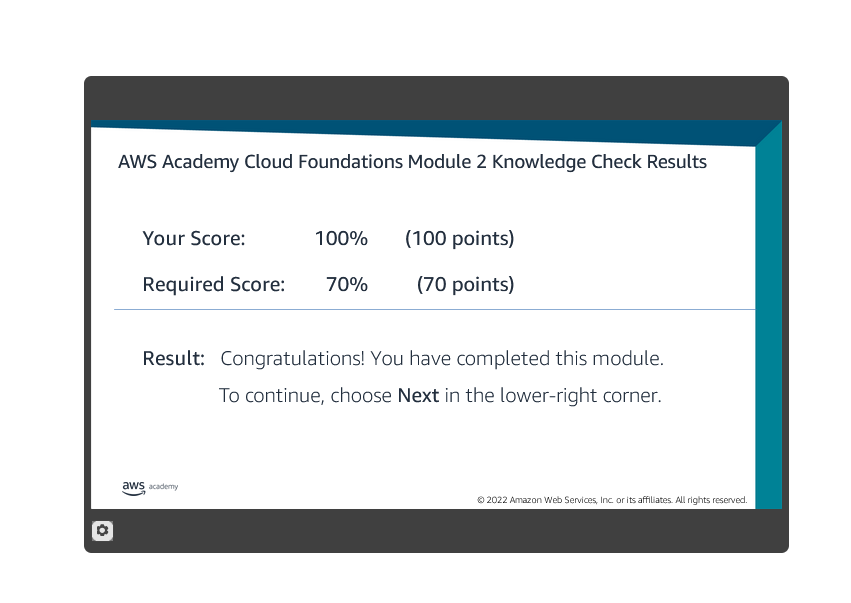 AWS Academy Cloud Foundations Module 2 Knowledge Check Results
Your Score: 100% (100 points)
Required Score: 70% (70 points)
Result: Congratulations! You have completed this module.
To continue, choose Next in the lower-right corner.
aws academy
© 2022 Amazon Web Services, Inc. or its affiliates. All rights reserved.